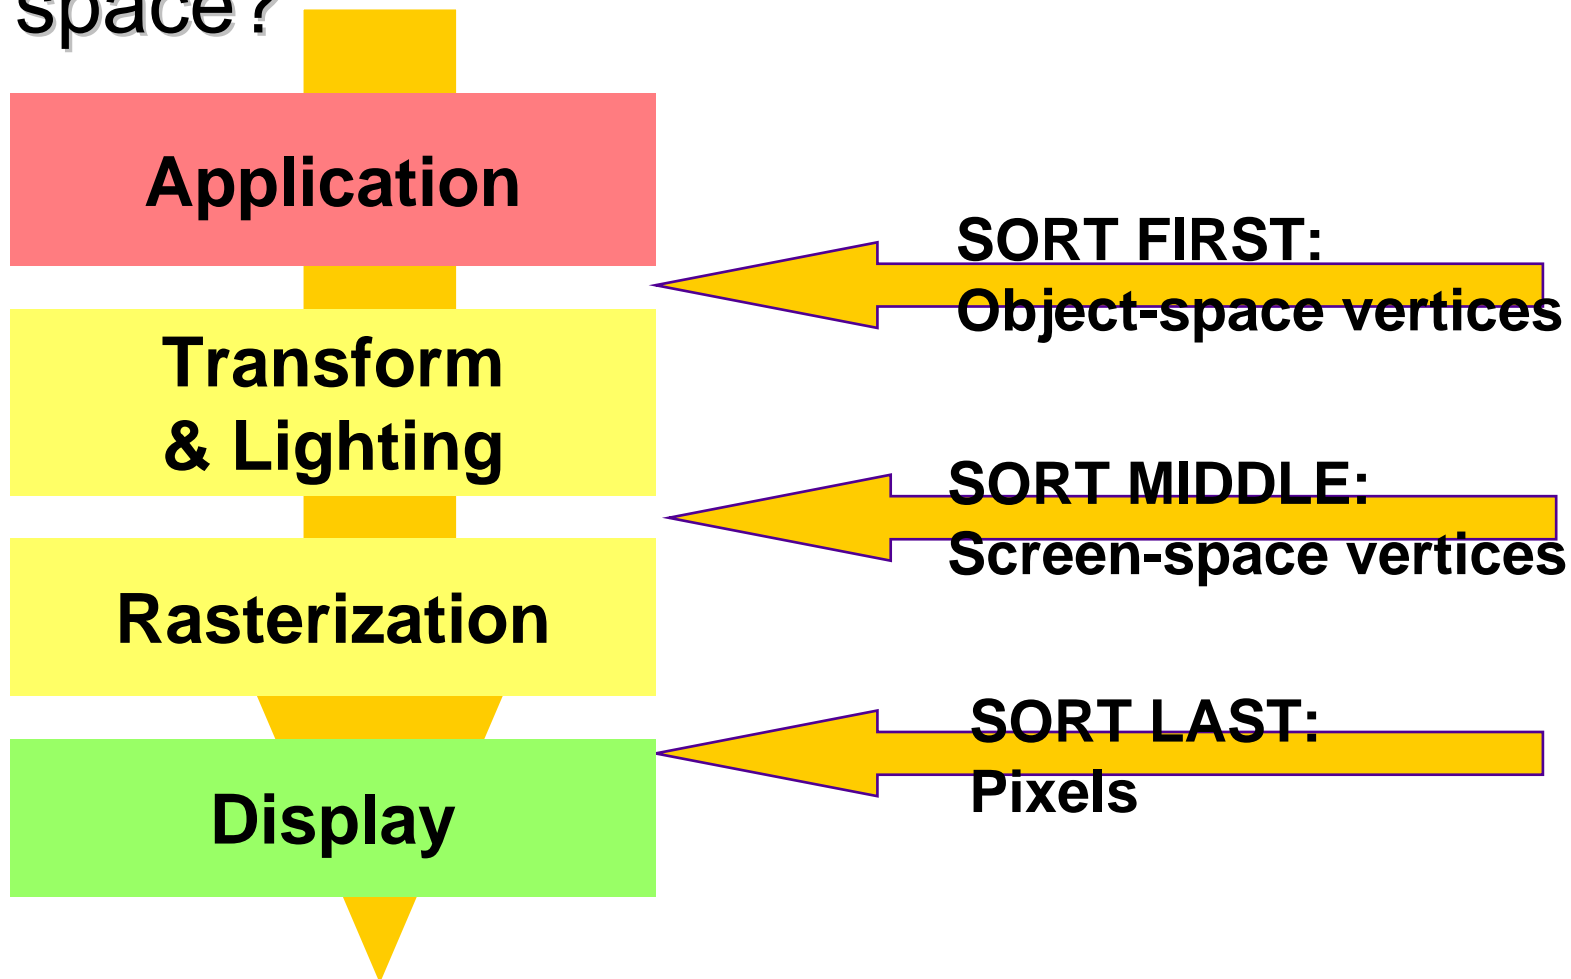 space?
Application
SORT FIRST:
Object-space vertices
Transform
& Lighting
SORT MIDDLE:
Screen-space vertices
Rasterization
SORT LAST:
Pixels
Display